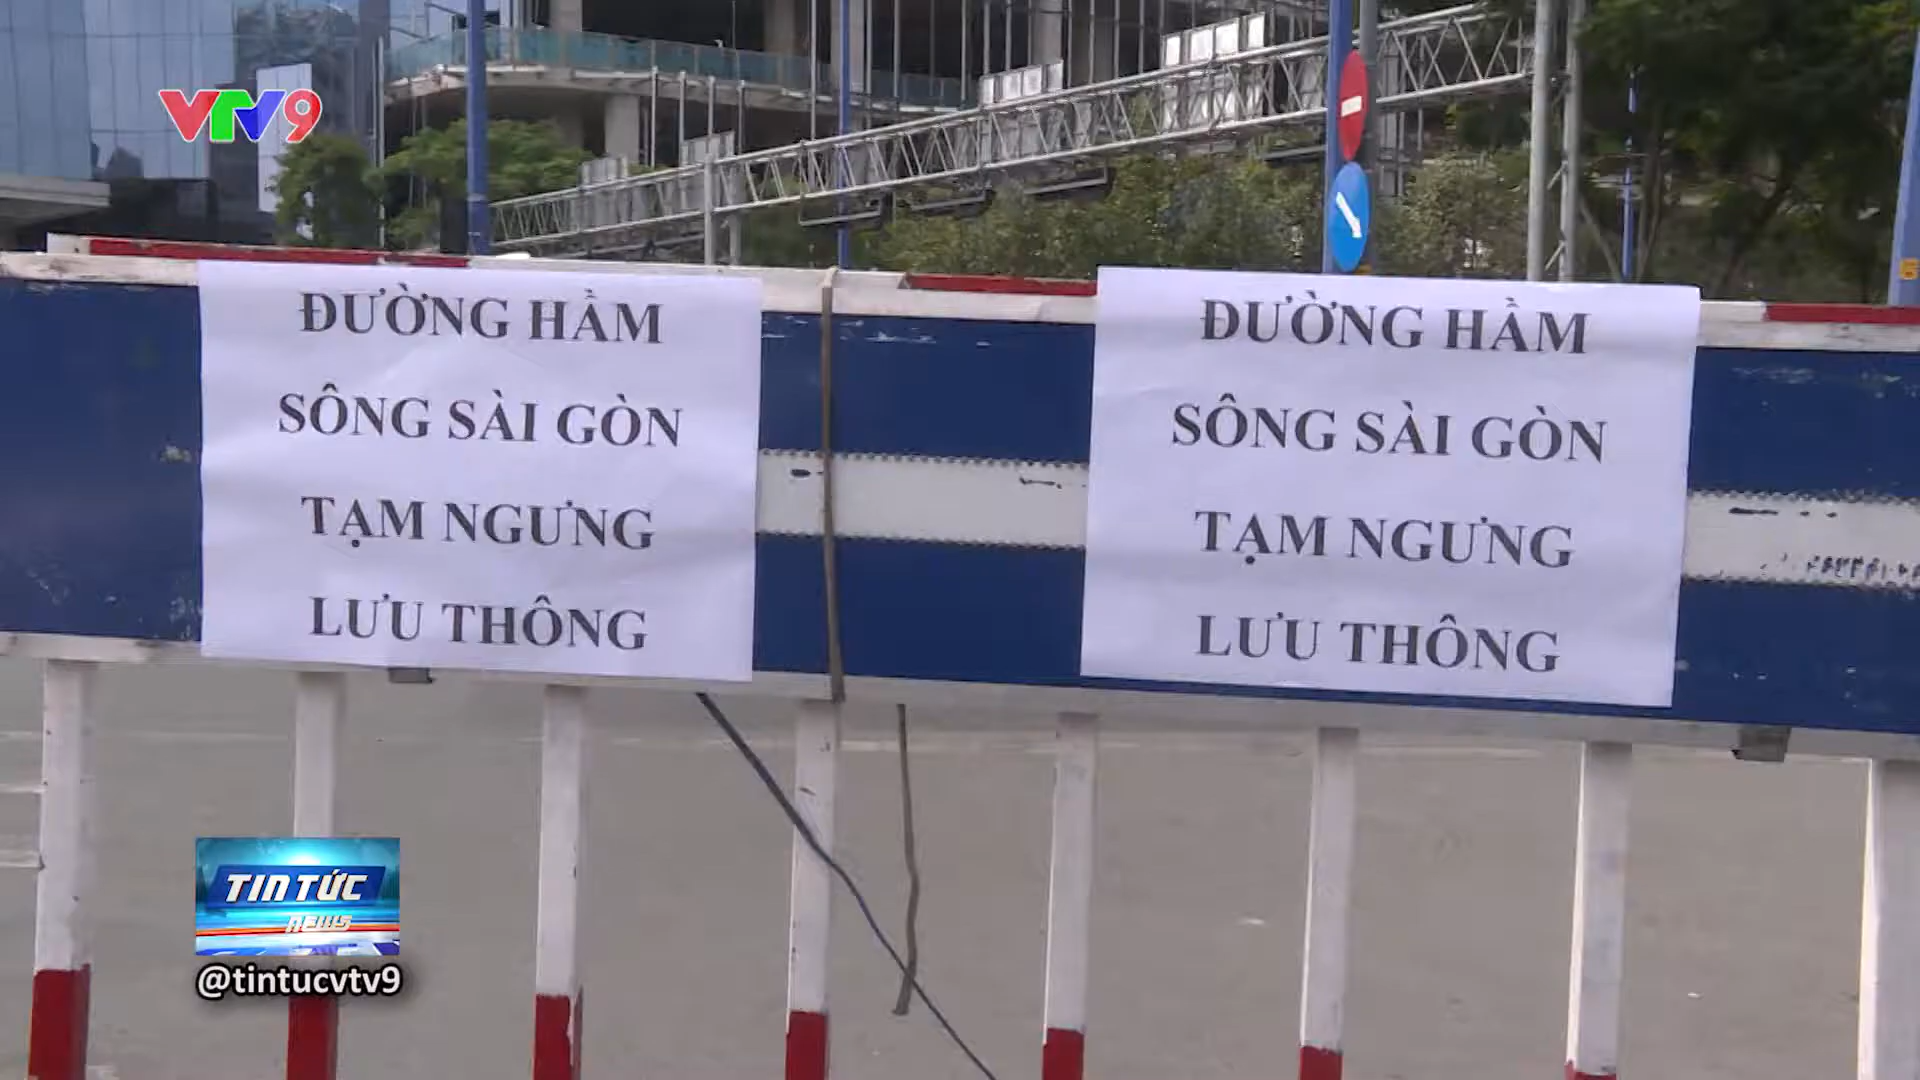 VTV9
ĐƯỜNG HẦM
SÔNG SÀI GÒN
TẠM NGƯNG
LƯU THÔNG
ĐƯỜNG HẦM
SÔNG SÀI GÒN
TẠM NGƯNG
LƯU THÔNG
TIN TỨC
NEWS
@tintucvtv9